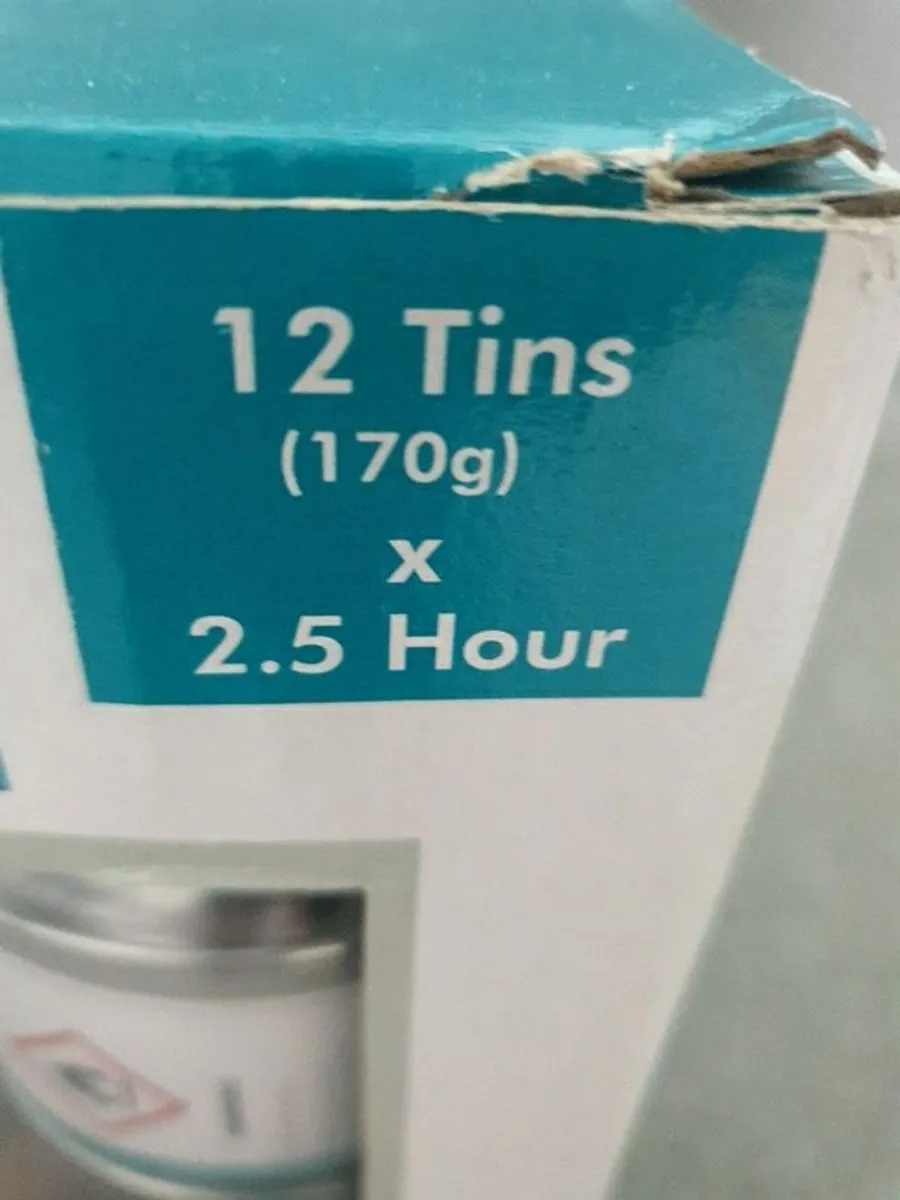 12 Tins
(170g)
x
2.5 Hour